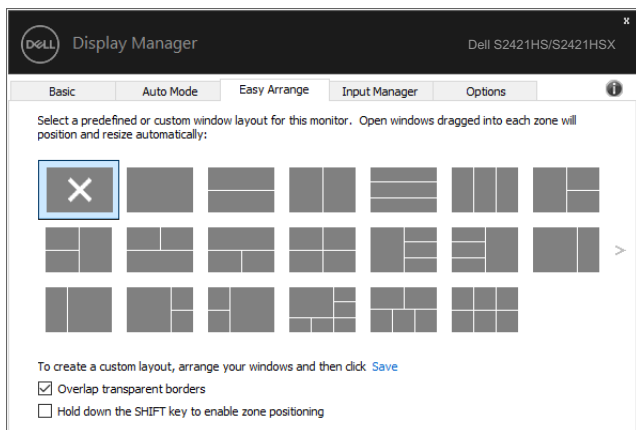 x
DELL Display Manager Dell S2421HS/S2421HSX
Basic Auto Mode Easy Arrange Input Manager Options i
Select a predefined or custom window layout for this monitor. Open windows dragged into each zone will
position and resize automatically:
>
To create a custom layout, arrange your windows and then click Save
Overlap transparent borders
Hold down the SHIFT key to enable zone positioning